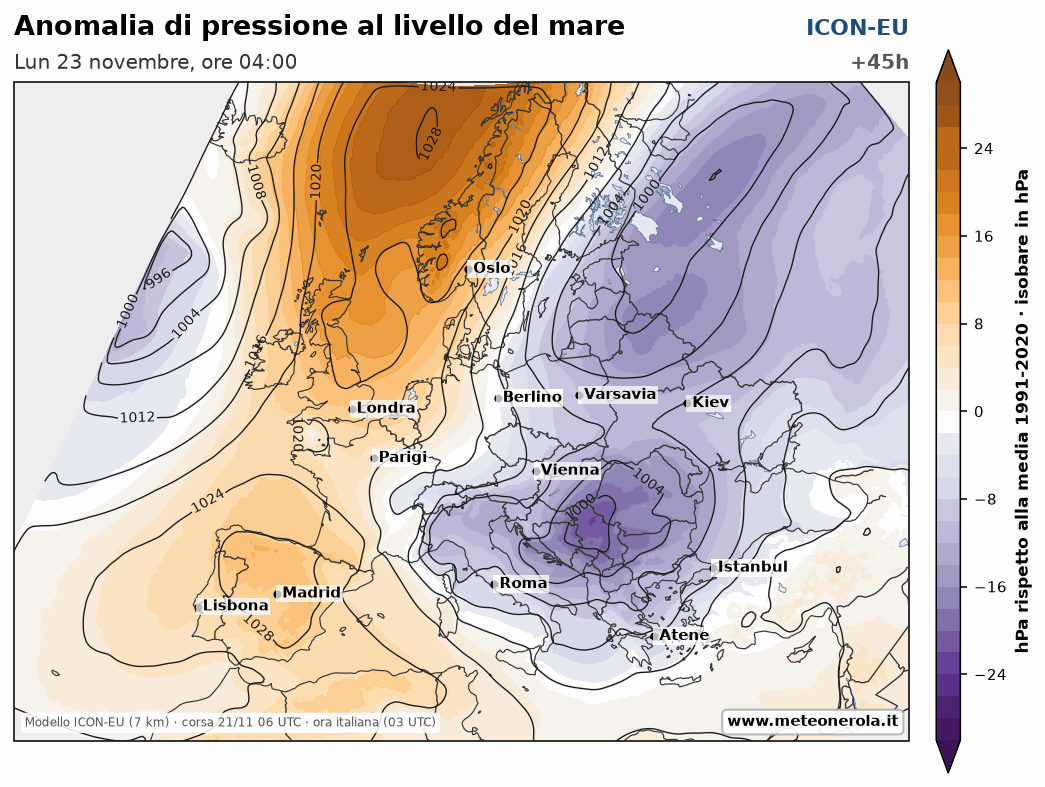 Anomalia di pressione al livello del mare
ICON-EU
Lun 23 novembre, ore 04:00
+45h
1024
1028
1008
1020
1012
1000
1004
1020
1016
996
1000
1004
1016
1012
1020
1024
1028
1000
1004
Oslo
Londra
Berlino
Varsavia
Kiev
Parigi
Vienna
Madrid
Lisbona
Roma
Istanbul
Atene
24
16
8
0
−8
−16
−24
hPa rispetto alla media 1991-2020 · isobare in hPa
Modello ICON-EU (7 km) · corsa 21/11 06 UTC · ora italiana (03 UTC)
www.meteonerola.it